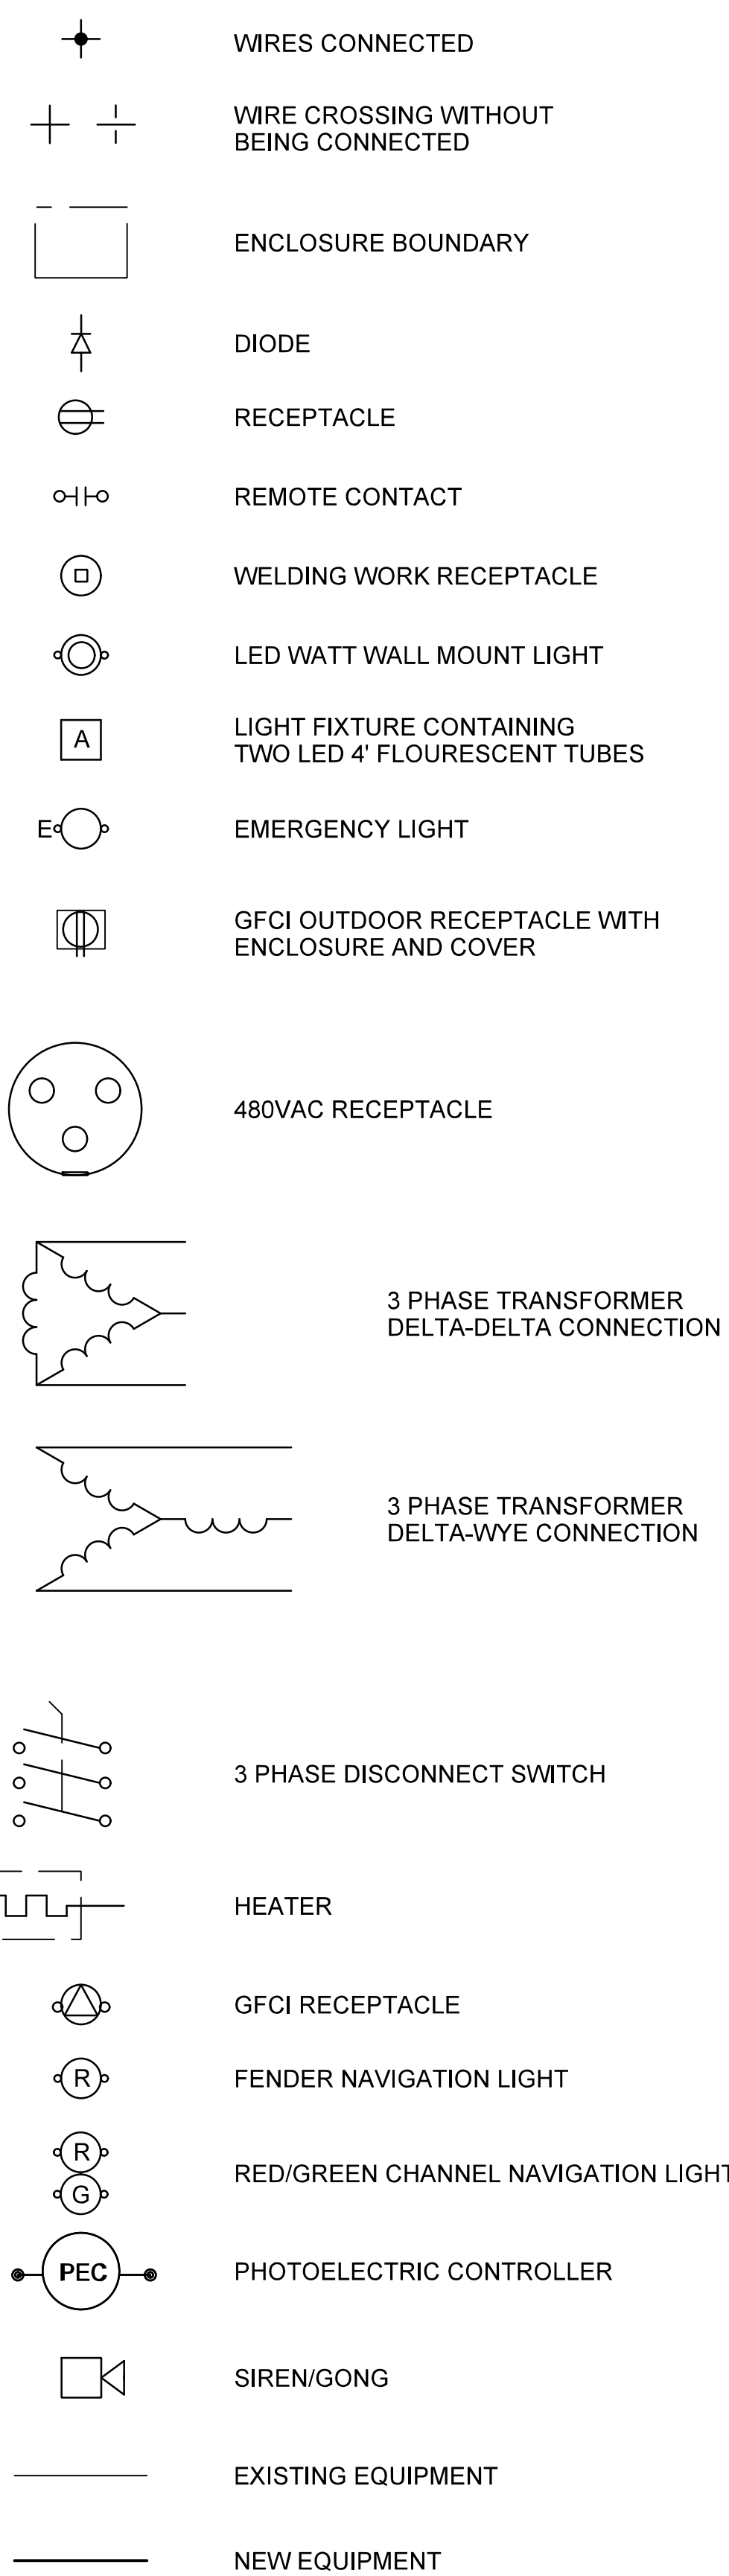 WIRES CONNECTED
WIRE CROSSING WITHOUT
BEING CONNECTED
ENCLOSURE BOUNDARY
DIODE
RECEPTACLE
REMOTE CONTACT
WELDING WORK RECEPTACLE
LED WATT WALL MOUNT LIGHT
A
LIGHT FIXTURE CONTAINING
TWO LED 4' FLOURESCENT TUBES
E
EMERGENCY LIGHT
GFCI OUTDOOR RECEPTACLE WITH
ENCLOSURE AND COVER
480VAC RECEPTACLE
3 PHASE TRANSFORMER
DELTA-DELTA CONNECTION
3 PHASE TRANSFORMER
DELTA-WYE CONNECTION
3 PHASE DISCONNECT SWITCH
HEATER
GFCI RECEPTACLE
R
FENDER NAVIGATION LIGHT
R
G
RED/GREEN CHANNEL NAVIGATION LIGHT
PEC
PHOTOELECTRIC CONTROLLER
SIREN/GONG
EXISTING EQUIPMENT
NEW EQUIPMENT